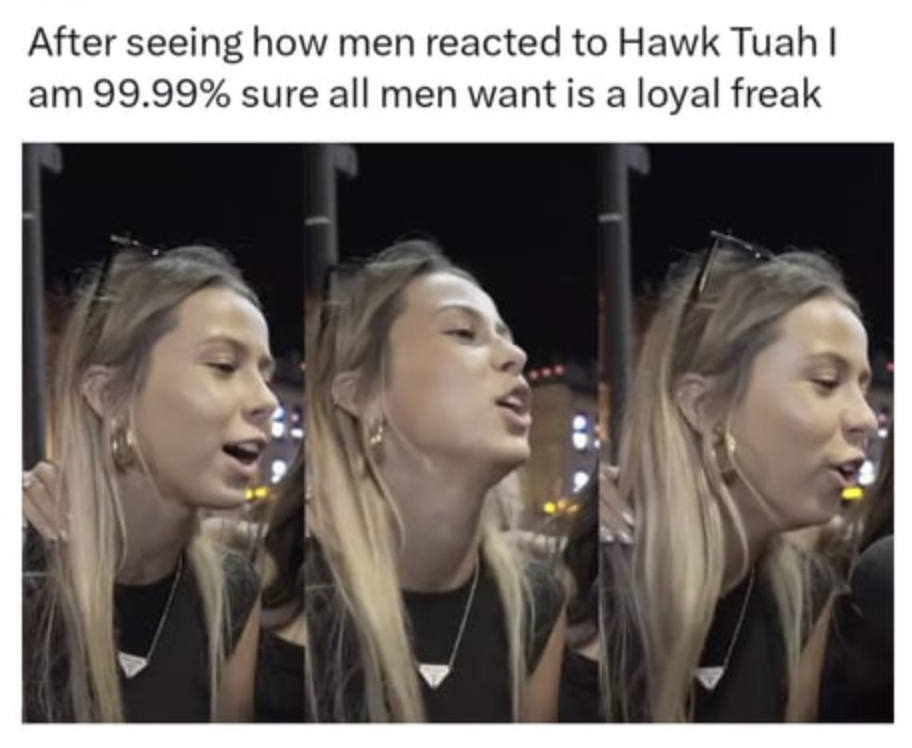 After seeing how men reacted to Hawk Tuah I
am 99.99% sure all men want is a loyal freak